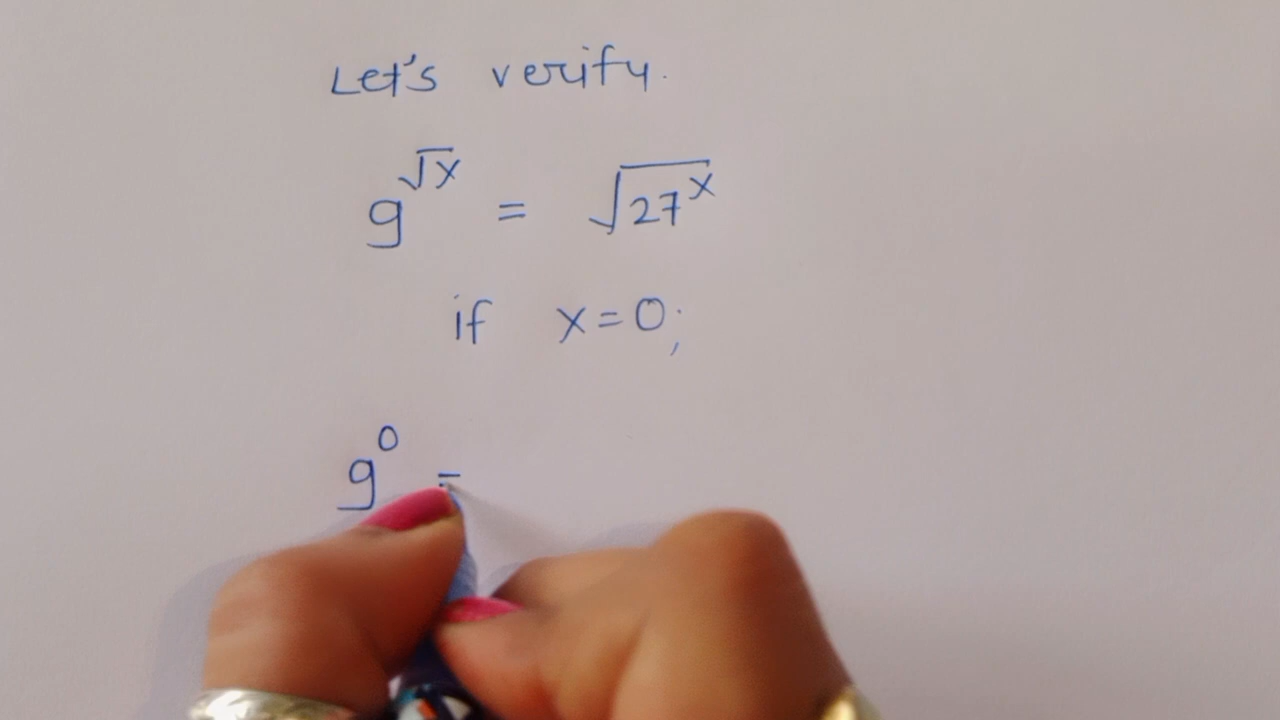 Let's verify.
9^√x = √27^x
if x=0;
9^0 =